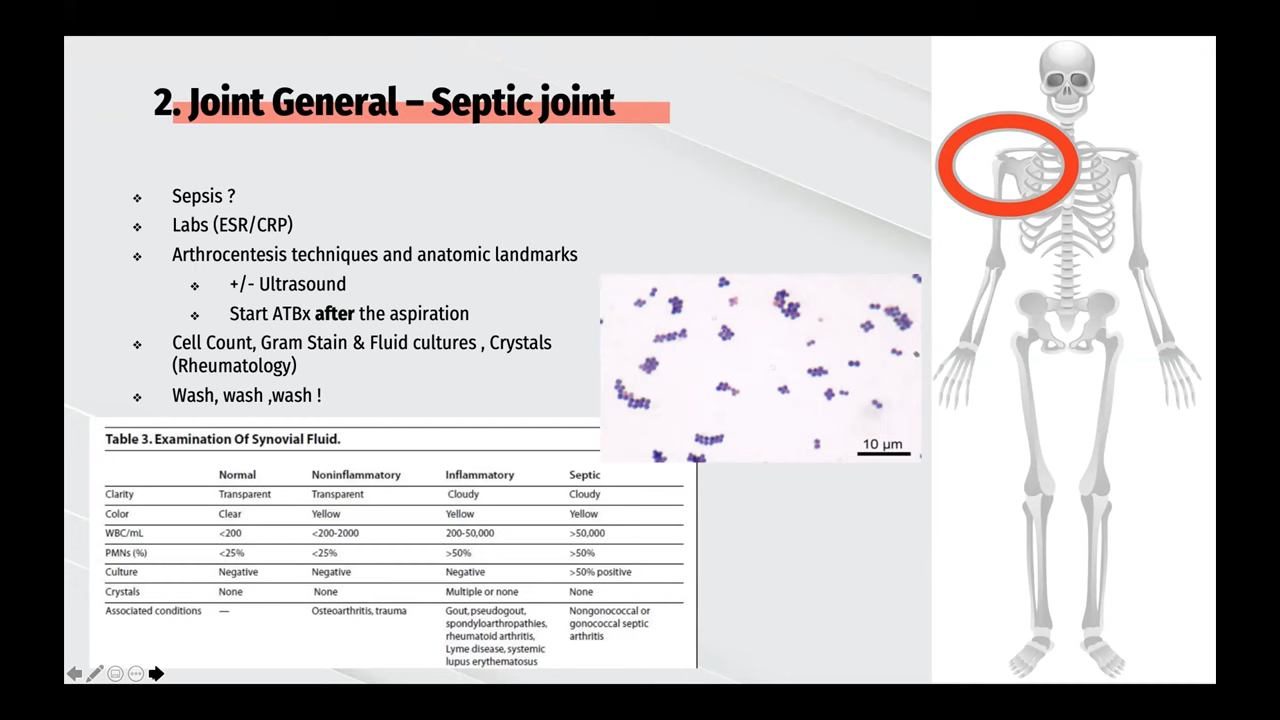 2. Joint General – Septic joint
Sepsis ?
Labs (ESR/CRP)
Arthrocentesis techniques and anatomic landmarks
+/- Ultrasound
Start ATBx after the aspiration
Cell Count, Gram Stain & Fluid cultures , Crystals
(Rheumatology)
Wash, wash ,wash !
10 µm
Table 3. Examination Of Synovial Fluid.
Normal Noninflammatory Inflammatory Septic
Clarity Transparent Transparent Cloudy Cloudy
Color Clear Yellow Yellow Yellow
WBC/mL <200 <200-2000 200-50,000 >50,000
PMNs (%) <25% <25% >50% >50%
Culture Negative Negative Negative >50% positive
Crystals None None Multiple or none None
Associated conditions — Osteoarthritis, trauma Gout, pseudogout, Nongonococcal or
spondyloarthropathies, gonococcal septic
rheumatoid arthritis, arthritis
Lyme disease, systemic
lupus erythematosus